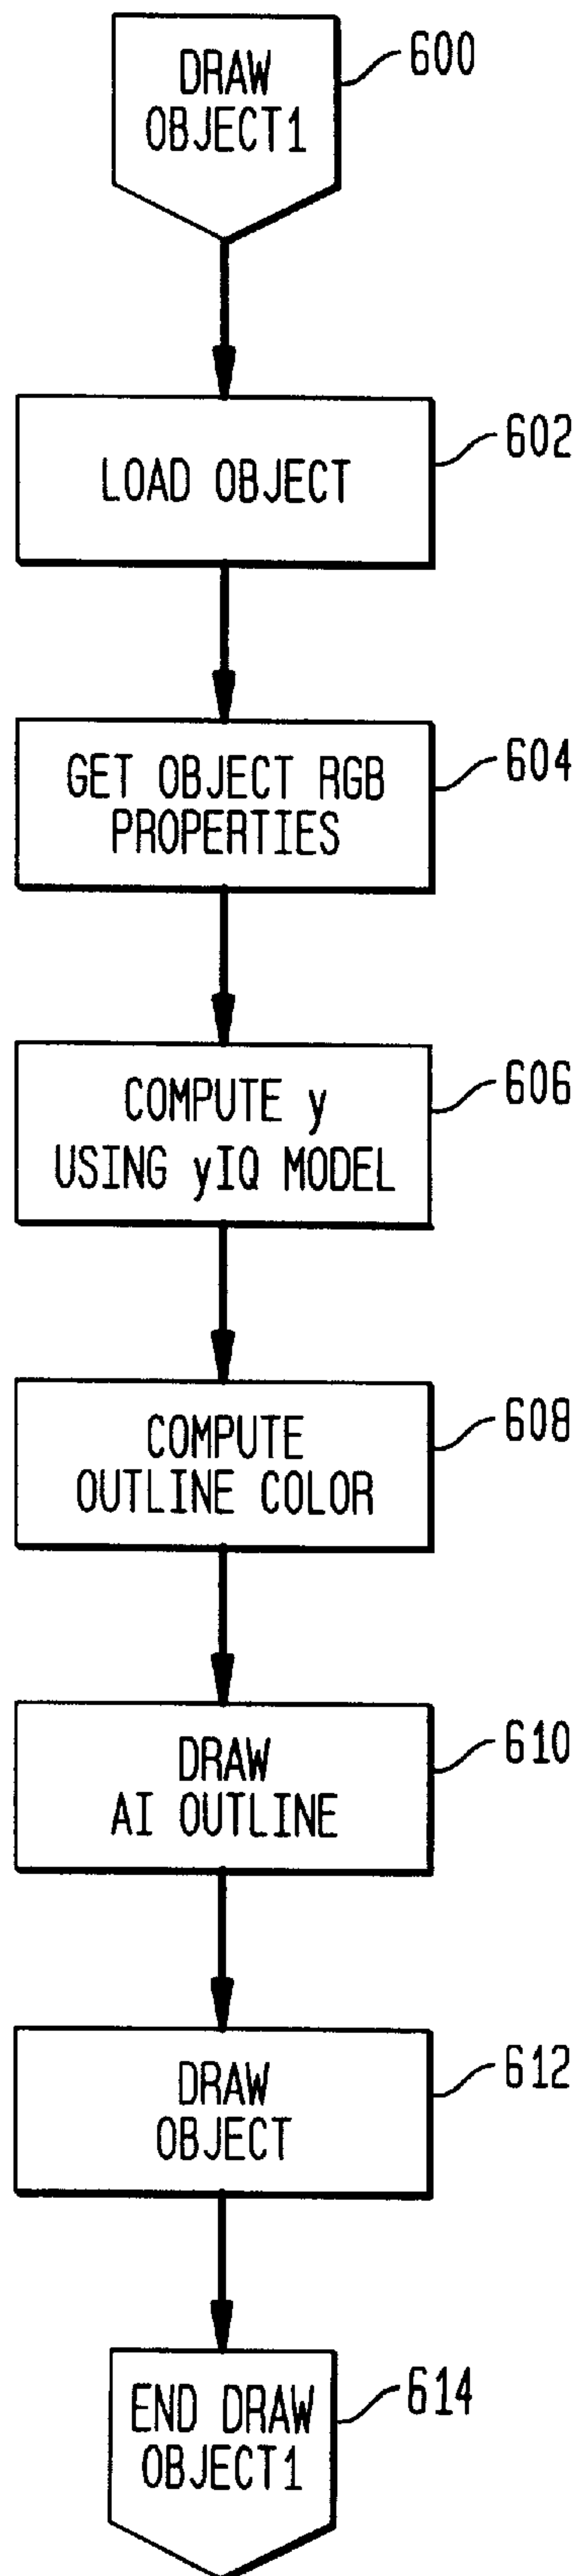 DRAW
OBJECT1
600
LOAD OBJECT
602
GET OBJECT RGB
PROPERTIES
604
COMPUTE y
USING yIQ MODEL
606
COMPUTE
OUTLINE COLOR
608
DRAW
AI OUTLINE
610
DRAW
OBJECT
612
END DRAW
OBJECT1
614